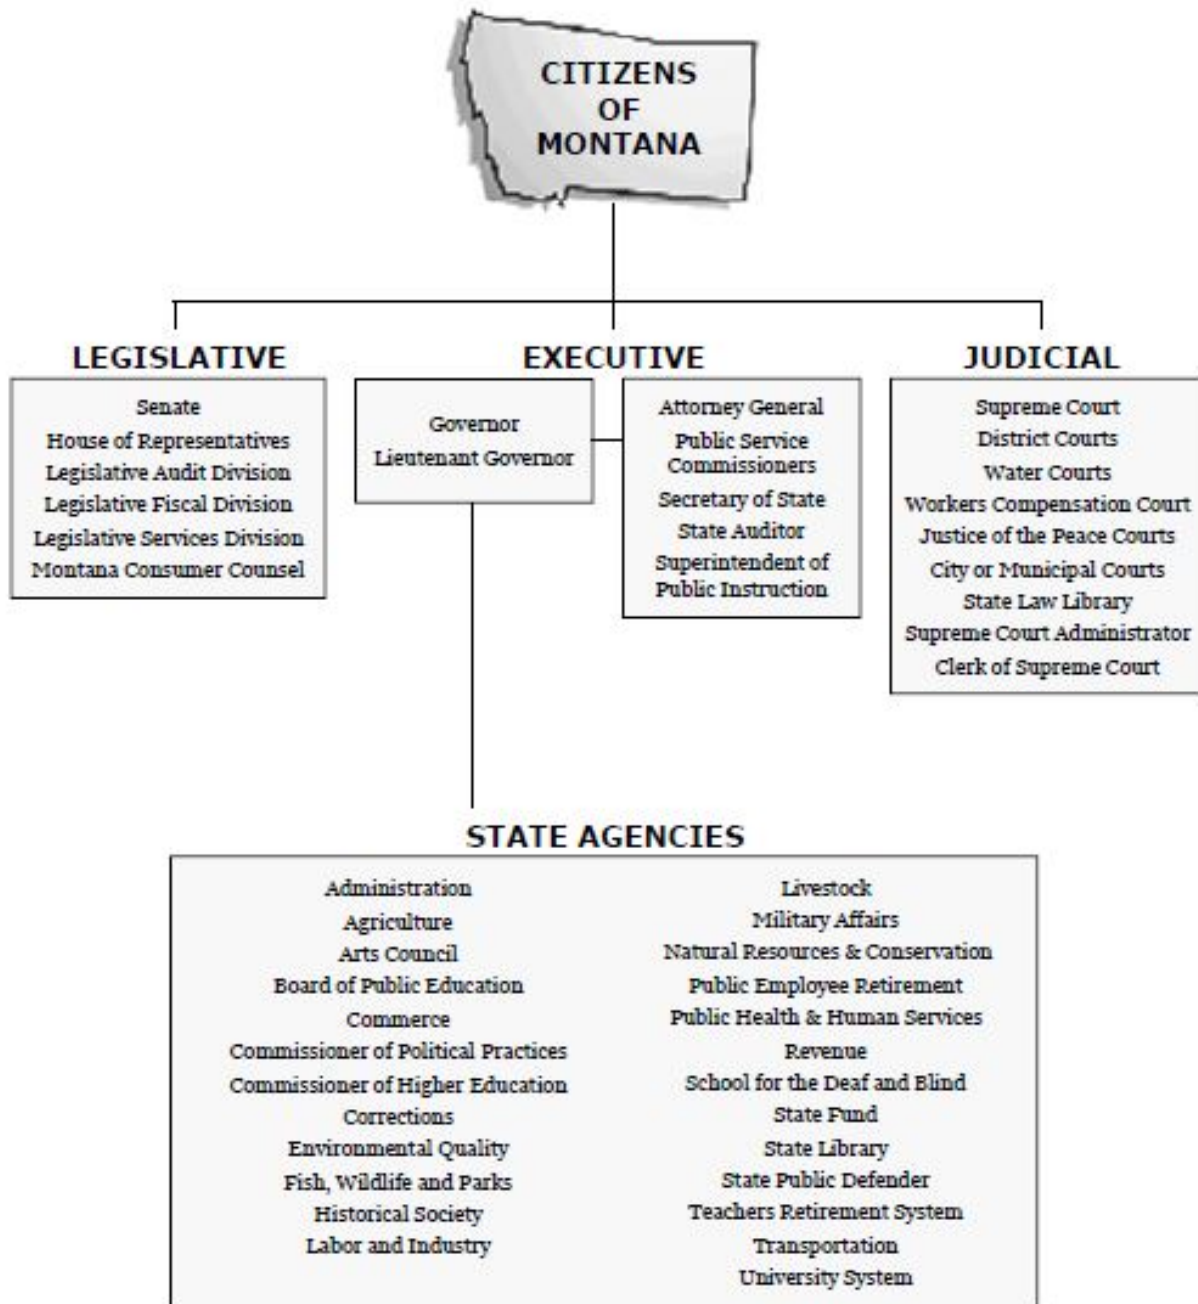 CITIZENS
OF
MONTANA
LEGISLATIVE
Senate
House of Representatives
Legislative Audit Division
Legislative Fiscal Division
Legislative Services Division
Montana Consumer Counsel
EXECUTIVE
Governor
Lieutenant Governor
Attorney General
Public Service
Commissioners
Secretary of State
State Auditor
Superintendent of
Public Instruction
JUDICIAL
Supreme Court
District Courts
Water Courts
Workers Compensation Court
Justice of the Peace Courts
City or Municipal Courts
State Law Library
Supreme Court Administrator
Clerk of Supreme Court
STATE AGENCIES
Administration
Agriculture
Arts Council
Board of Public Education
Commerce
Commissioner of Political Practices
Commissioner of Higher Education
Corrections
Environmental Quality
Fish, Wildlife and Parks
Historical Society
Labor and Industry
Livestock
Military Affairs
Natural Resources & Conservation
Public Employee Retirement
Public Health & Human Services
Revenue
School for the Deaf and Blind
State Fund
State Library
State Public Defender
Teachers Retirement System
Transportation
University System